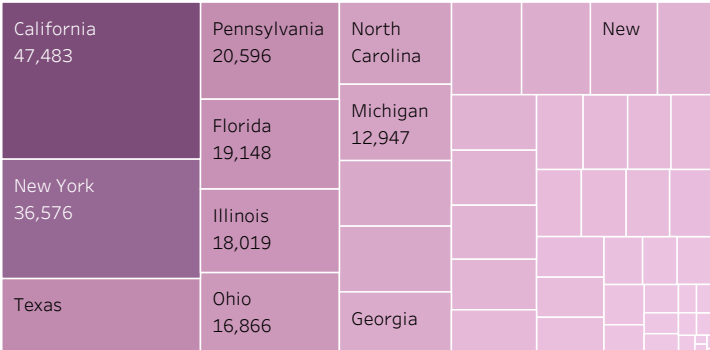 California
47,483
New York
36,576
Texas
Pennsylvania
20,596
Florida
19,148
Illinois
18,019
Ohio
16,866
North
Carolina
Michigan
12,947
Georgia
New